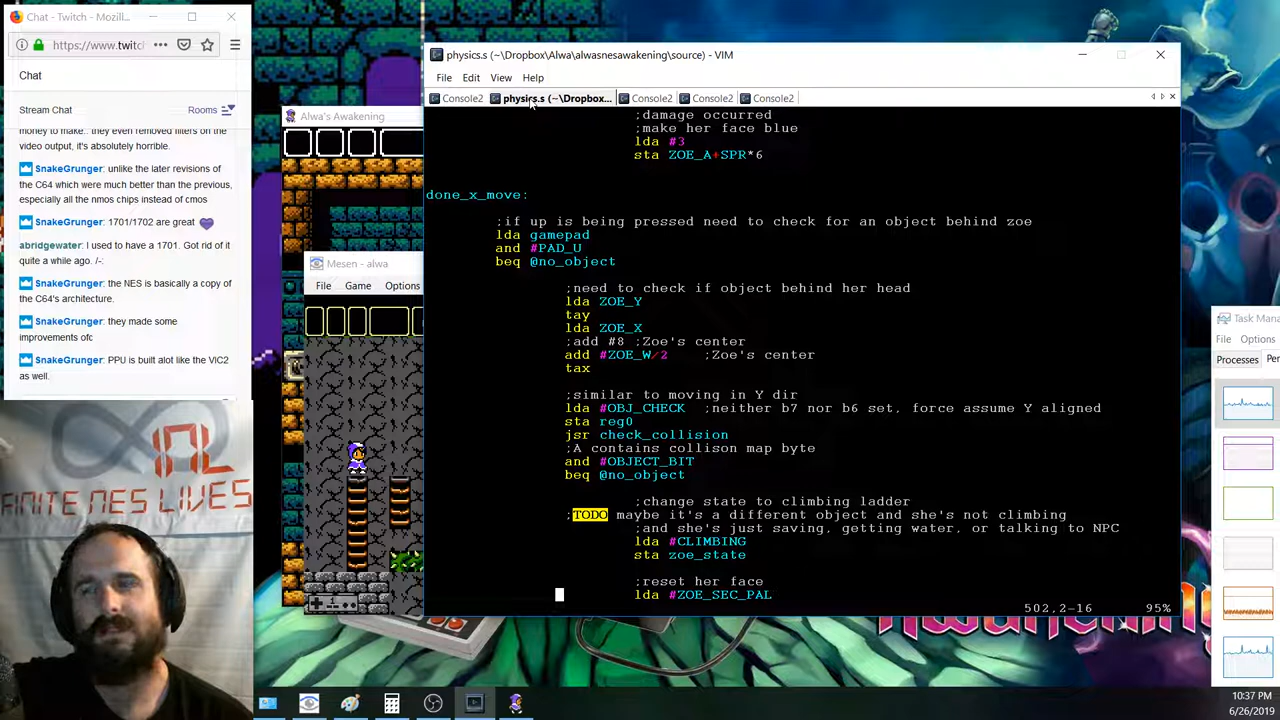 Chat - Twitch - Mozill...
https://www.twitc
Chat
Stream Chat
Rooms
money to make.. they even removed filters on the
video output, it's absolutely horrible.
SnakeGrunger: unlike the later revisions of
the C64 which were much better than the previous,
especially all the nmos chips instead of cmos
SnakeGrunger: 1701/1702 are great
abridgewater: I used to have a 1701. Got rid of it
quite a while ago. /-:
SnakeGrunger: the NES is basically a copy of
the C64's architecture.
SnakeGrunger: they made some
improvements ofc
SnakeGrunger: PPU is built alot like the VIC2
as well.
Alwa's Awakening
Mesen - alwa
File Game Options
physics.s (~\Dropbox\Alwa\alwasnesawakening\source) - VIM
File Edit View Help
Console2 physics.s (~\Dropbox... Console2 Console2 Console2
;damage occurred
;make her face blue
lda #3
sta ZOE_A+SPR*6
done_x_move:
;if up is being pressed need to check for an object behind zoe
lda gamepad
and #PAD_U
beq @no_object
;need to check if object behind her head
lda ZOE_Y
tay
lda ZOE_X
;add #8 ;Zoe's center
add #ZOE_W/2 ;Zoe's center
tax
;similar to moving in Y dir
lda #OBJ_CHECK ;neither b7 nor b6 set, force assume Y aligned
sta reg0
jsr check_collision
;A contains collison map byte
and #OBJECT_BIT
beq @no_object
;change state to climbing ladder
;TODO maybe it's a different object and she's not climbing
;and she's just saving, getting water, or talking to NPC
lda #CLIMBING
sta zoe_state
;reset her face
lda #ZOE_SEC_PAL
502,2-16 95%
Task Mana
File Options
Processes Per
NL
INITE NES LIVES
10:37 PM
6/26/2019